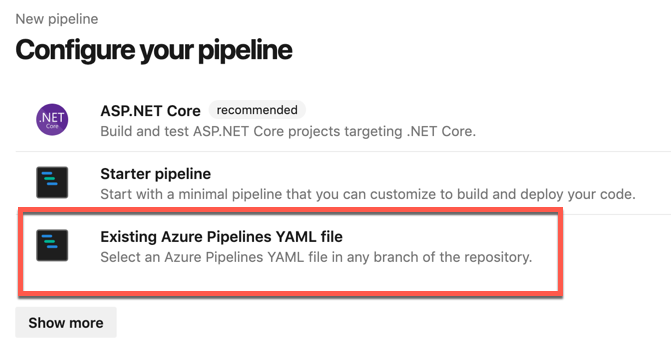 New pipeline
Configure your pipeline
.NET
Core
ASP.NET Core recommended
Build and test ASP.NET Core projects targeting .NET Core.
Starter pipeline
Start with a minimal pipeline that you can customize to build and deploy your code.
Existing Azure Pipelines YAML file
Select an Azure Pipelines YAML file in any branch of the repository.
Show more